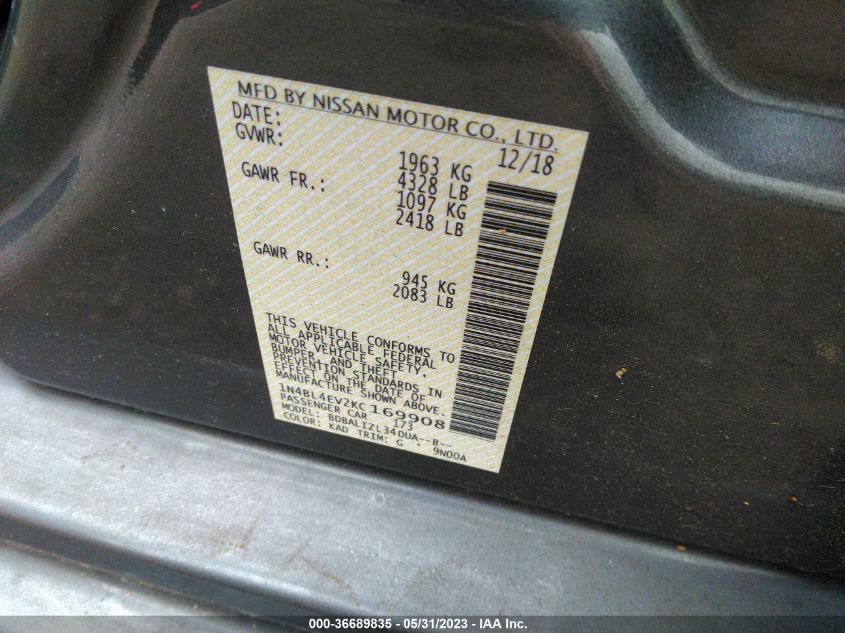 MFD BY NISSAN MOTOR CO., LTD.
DATE: 12/18
GVWR: 1963 KG
4328 LB
GAWR FR.: 1097 KG
2418 LB
GAWR RR.: 945 KG
2083 LB
THIS VEHICLE CONFORMS TO
ALL APPLICABLE FEDERAL
MOTOR VEHICLE SAFETY,
BUMPER, AND THEFT
PREVENTION STANDARDS IN
EFFECT ON THE DATE OF
MANUFACTURE SHOWN ABOVE.
1N4BL4EV2KC169908
PASSENGER CAR 173
MODEL: BDBALIZL34DUA--B--
COLOR: KAD TRIM: G , 9N00A
000-36689835 - 05/31/2023 - IAA Inc.